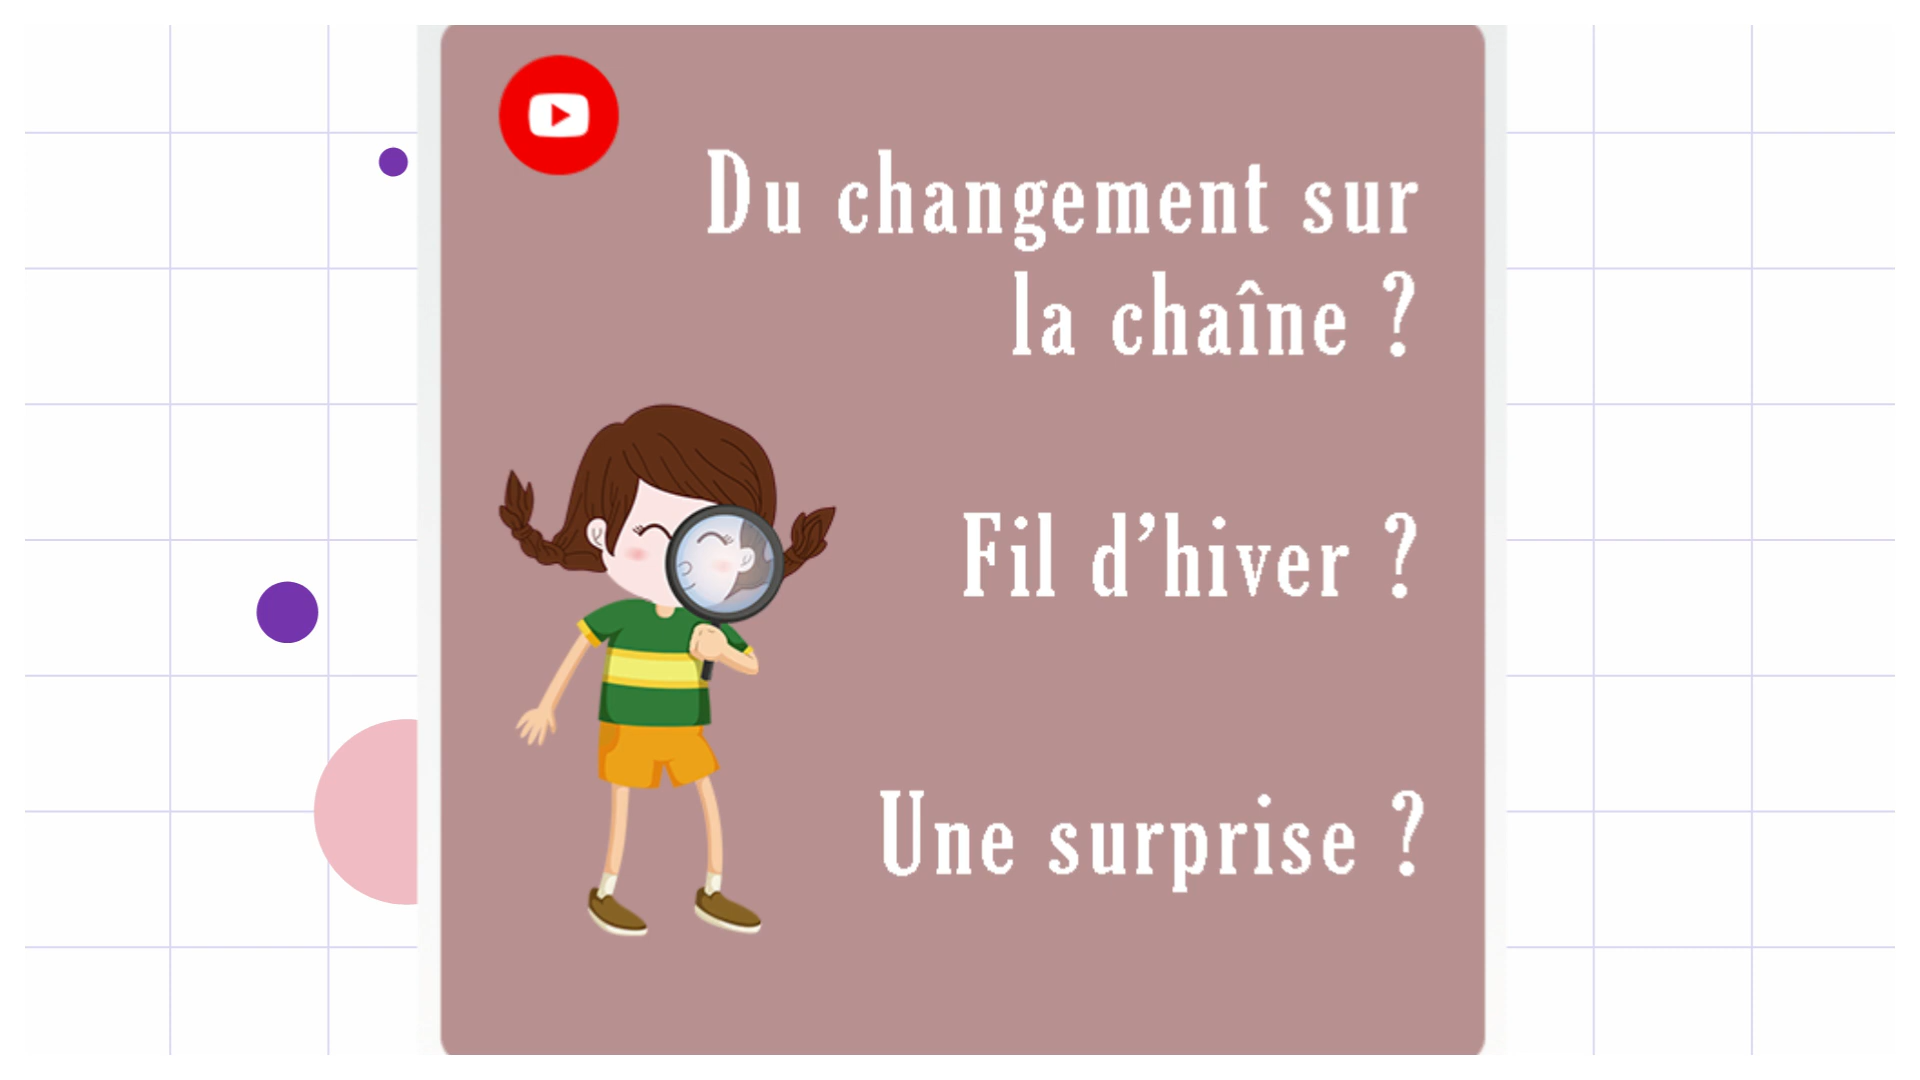 Du changement sur
la chaîne ?
Fil d’hiver ?
Une surprise ?